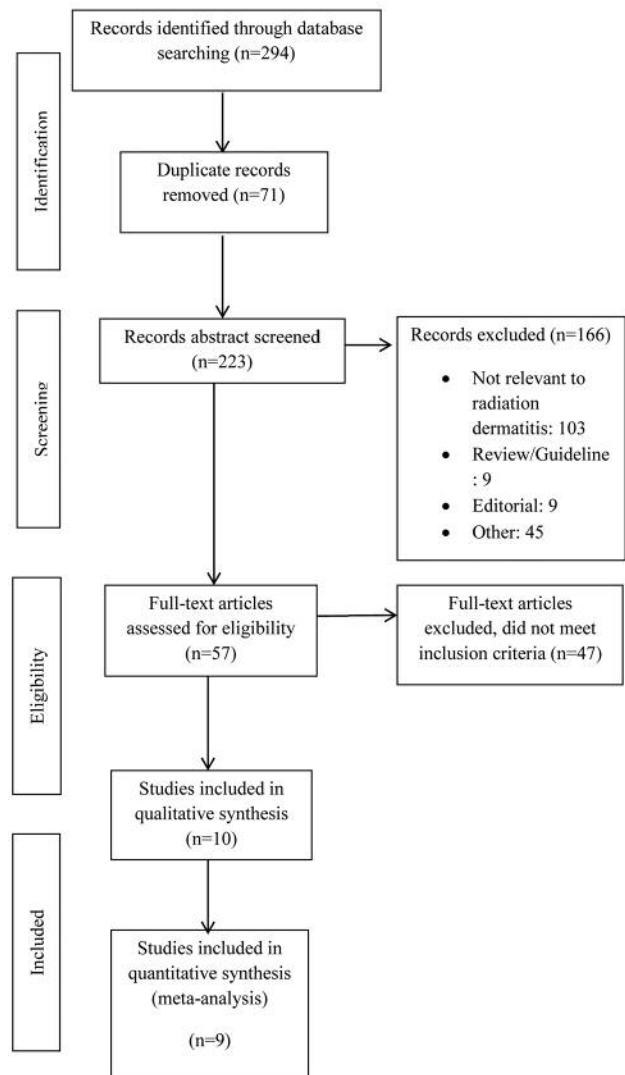 Records identified through database
searching (n=294)
Identification
Duplicate records
removed (n=71)
Screening
Records abstract screened
(n=223)
Records excluded (n=166)
• Not relevant to
radiation
dermatitis: 103
• Review/Guideline
: 9
• Editorial: 9
• Other: 45
Eligibility
Full-text articles
assessed for eligibility
(n=57)
Full-text articles
excluded, did not meet
inclusion criteria (n=47)
Studies included in
qualitative synthesis
(n=10)
Included
Studies included in
quantitative synthesis
(meta-analysis)
(n=9)